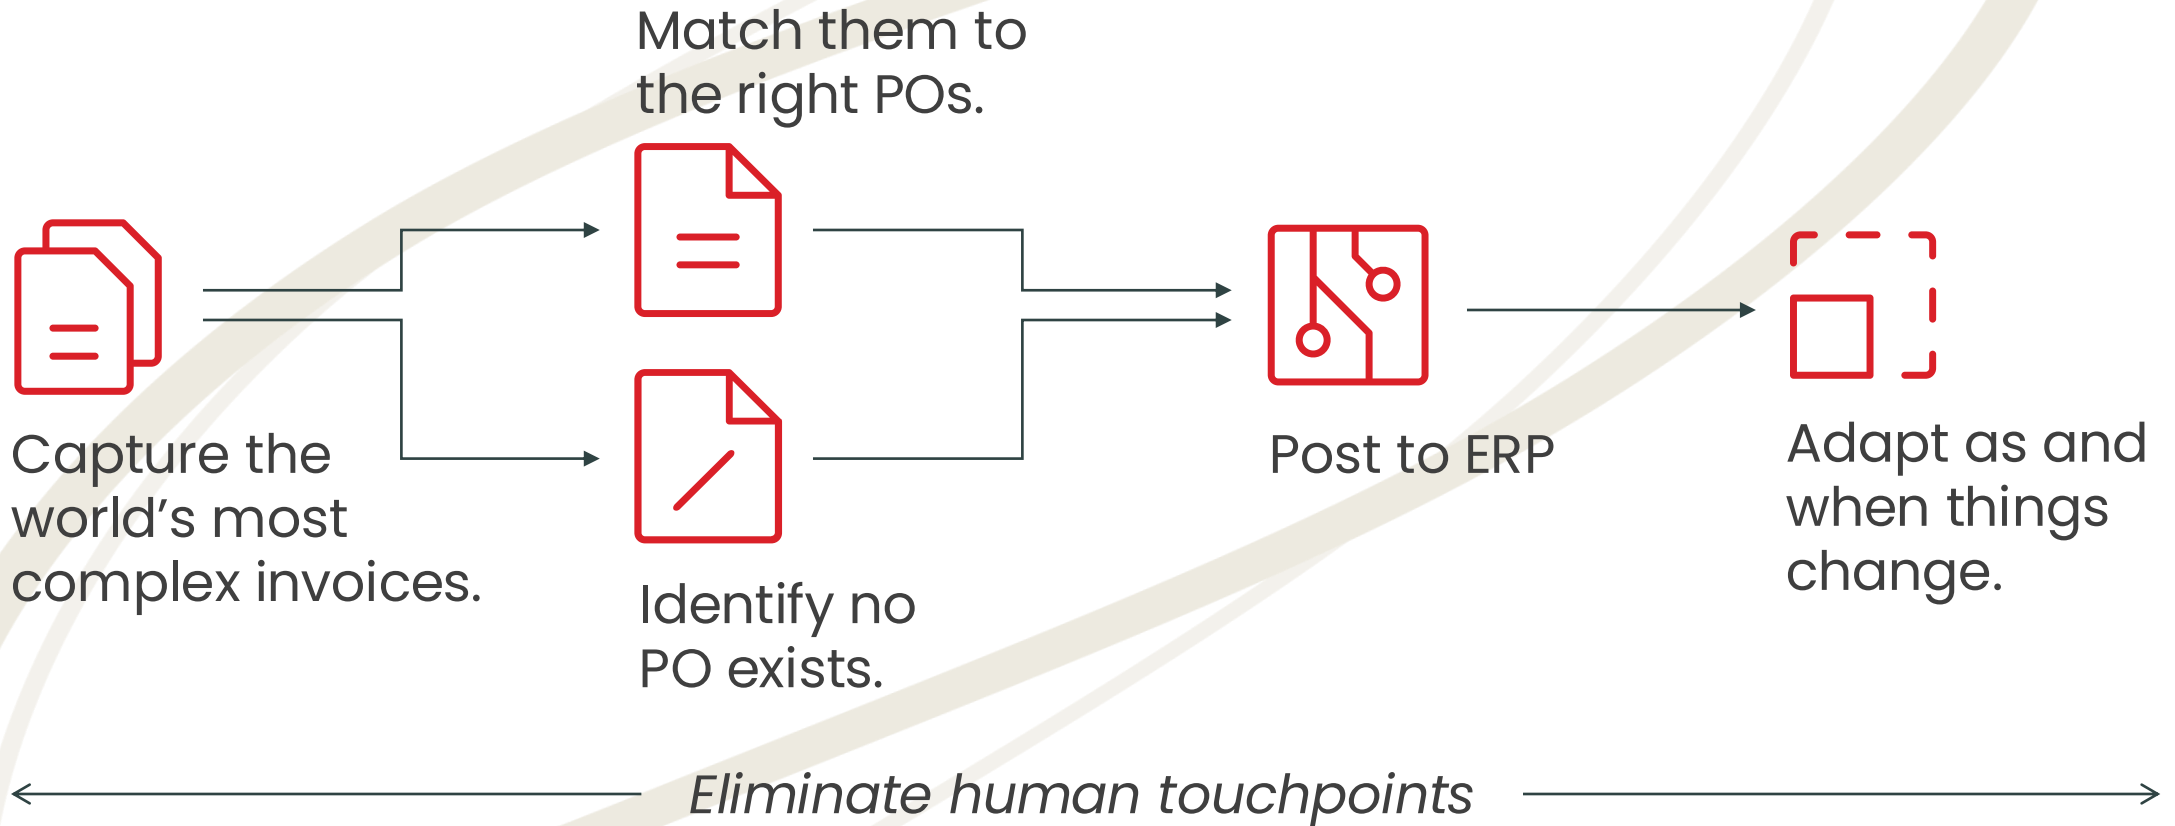 Match them to
the right POs.
Capture the
world’s most
complex invoices.
Identify no
PO exists.
Post to ERP
Adapt as and
when things
change.
Eliminate human touchpoints